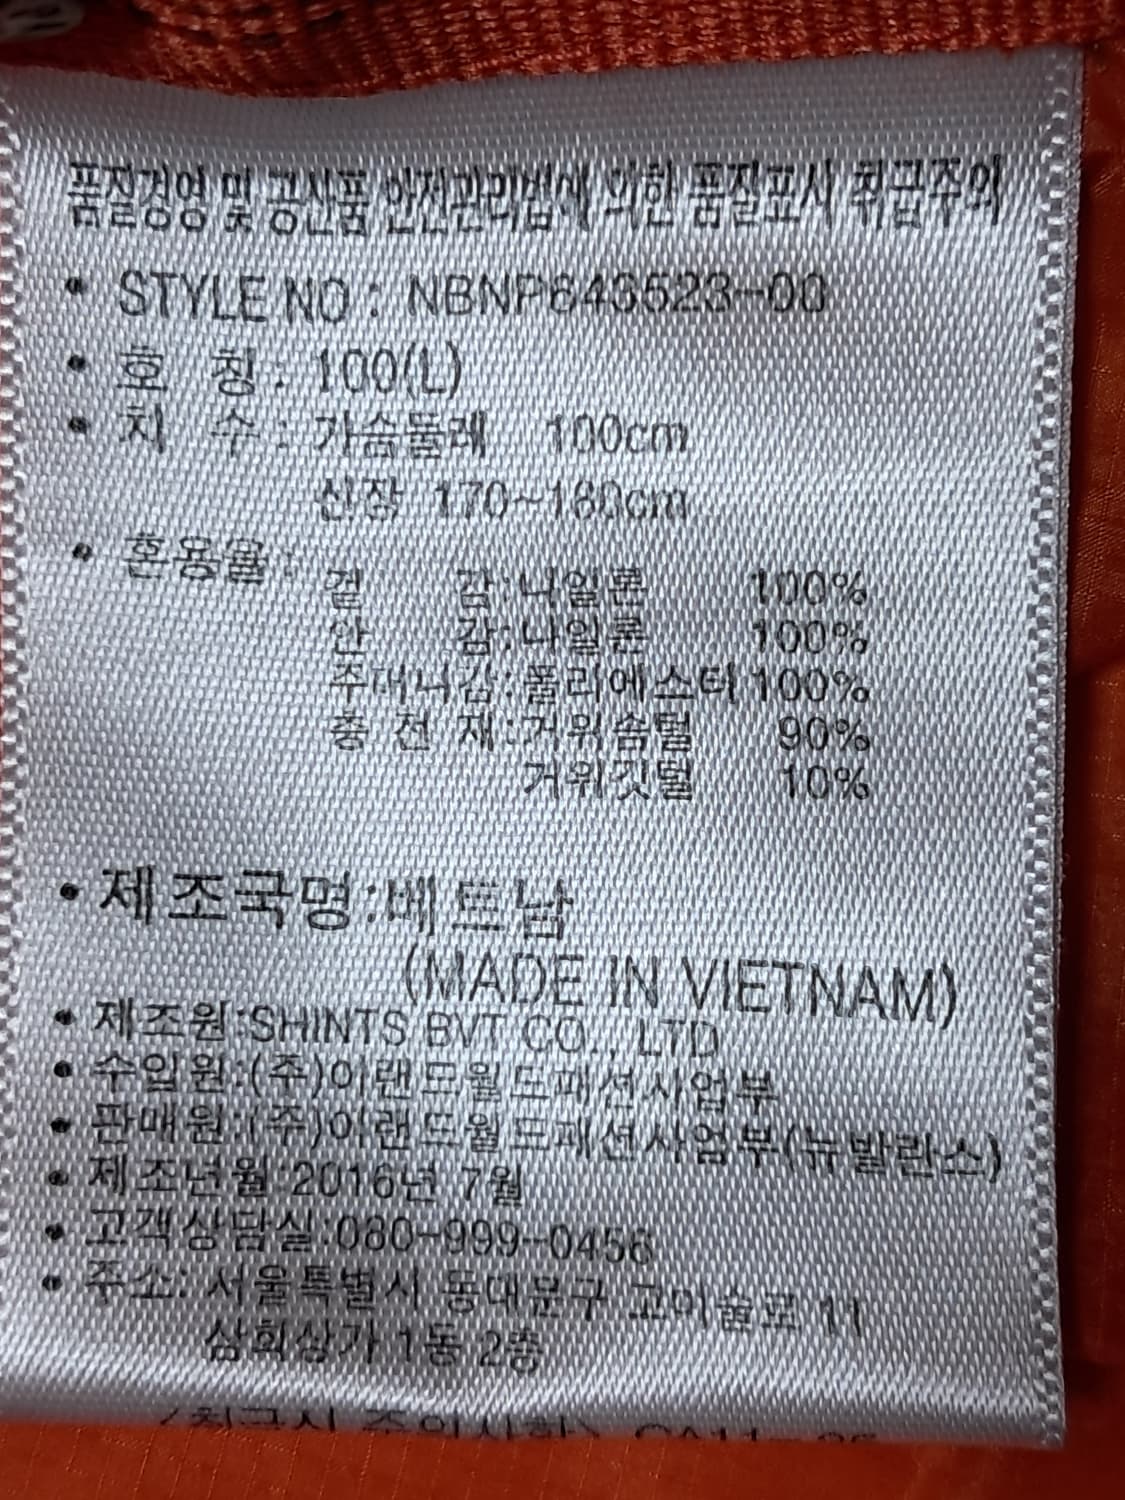 품질경영 및 공산품 안전관리법에 의한 품질표시 취급주의
• STYLE NO : NBNP643523-00
• 호 칭 : 100(L)
• 치 수 : 가슴둘레 100cm
신장 170~180cm
• 혼용율 :
겉 감:나일론 100%
안 감:나일론 100%
주머니감:폴리에스터 100%
충 전 재:거위솜털 90%
거위깃털 10%
• 제조국명:베트남
(MADE IN VIETNAM)
• 제조원:SHINTS BVT CO., LTD
• 수입원:(주)이랜드월드패션사업부
• 판매원:(주)이랜드월드패션사업부(뉴발란스)
• 제조년월:2016년 7월
• 고객상담실:080-999-0456
• 주소: 서울특별시 동대문구 고미술로 11
삼희상가 1동 2층